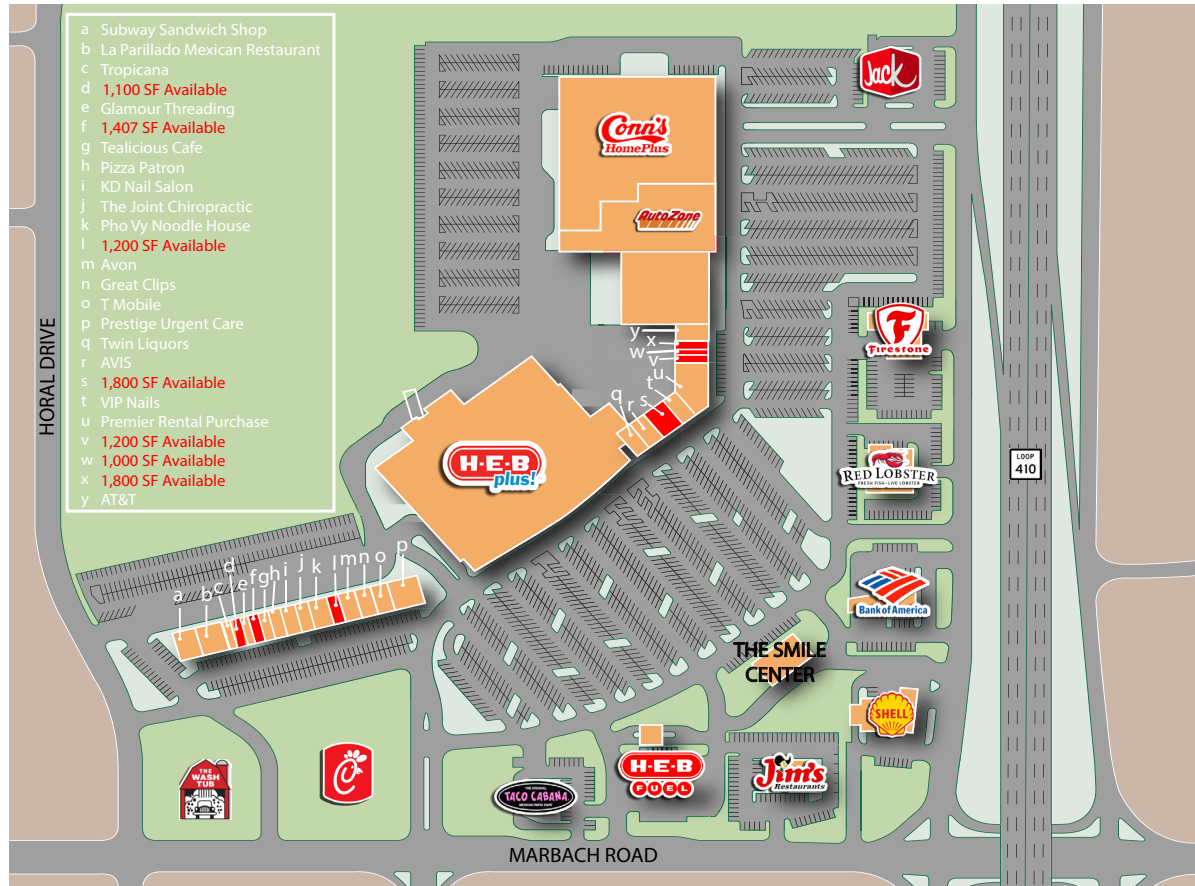 a Subway Sandwich Shop
b La Parillado Mexican Restaurant
c Tropicana
d 1,100 SF Available
e Glamour Threading
f 1,407 SF Available
g Tealicious Cafe
h Pizza Patron
i KD Nail Salon
j The Joint Chiropractic
k Pho Vy Noodle House
l 1,200 SF Available
m Avon
n Great Clips
o T Mobile
p Prestige Urgent Care
q Twin Liquors
r AVIS
s 1,800 SF Available
t VIP Nails
u Premier Rental Purchase
v 1,200 SF Available
w 1,000 SF Available
x 1,800 SF Available
y AT&T
Jack
Conn's
HomePlus
AutoZone
HORAL DRIVE
F
Firestone
y
x
w
v
u
t
s
r
q
H-E-B
plus!
RED LOBSTER
FRESH FISH • LIVE LOBSTER
LOOP
410
a
b
c
d
e
f
g
h
i
j
k
l
m
n
o
p
Bank of America
THE SMILE
CENTER
SHELL
THE
WASH
TUB
C
THE ORIGINAL
TACO CABANA
MEXICAN PATIO CAFE
H-E-B
FUEL
Jim's
Restaurants
MARBACH ROAD